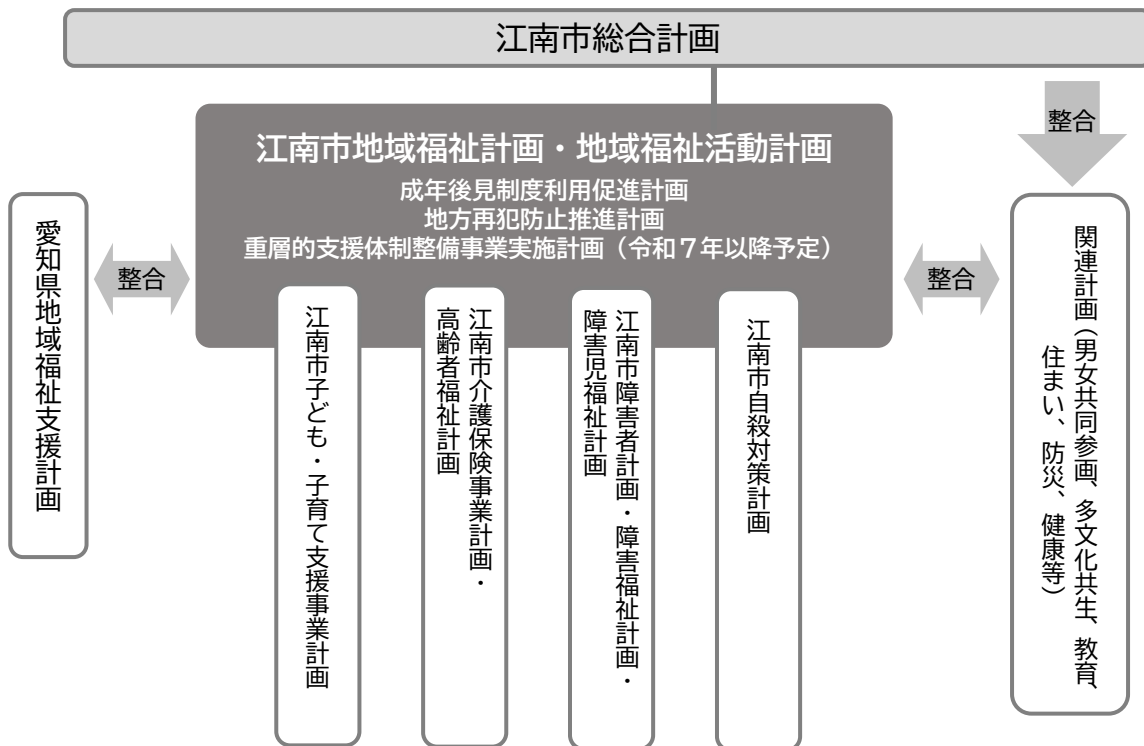 江南市総合計画
整合
江南市地域福祉計画・地域福祉活動計画
成年後見制度利用促進計画
地方再犯防止推進計画
重層的支援体制整備事業実施計画（令和７年以降予定）
愛知県地域福祉支援計画
整合
整合
江南市子ども・子育て支援事業計画
江南市介護保険事業計画・
高齢者福祉計画
江南市障害者計画・障害福祉計画・
障害児福祉計画
江南市自殺対策計画
関連計画（男女共同参画、多文化共生、教育、
住まい、防災、健康等）